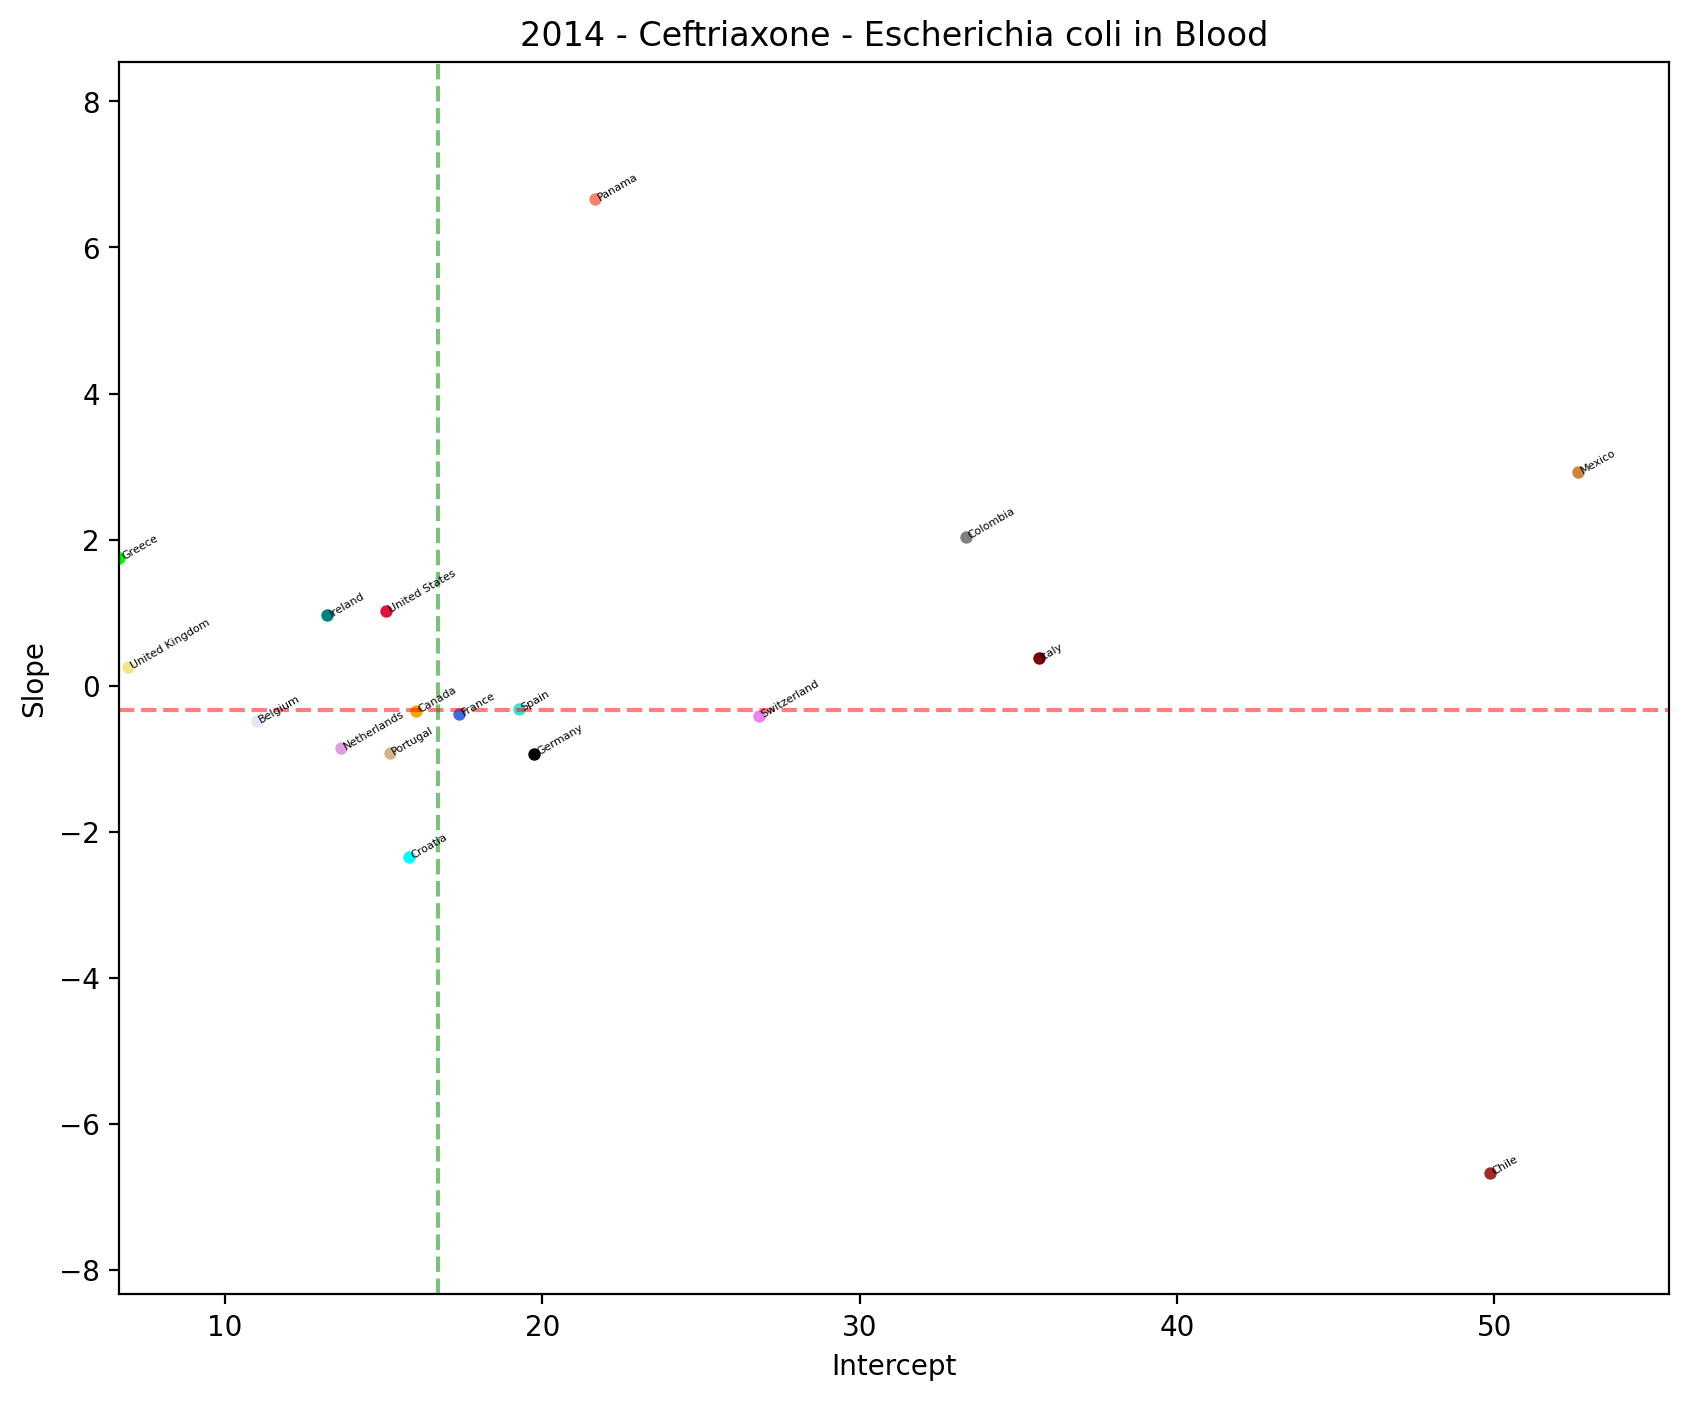 2014 - Ceftriaxone - Escherichia coli in Blood
8
6
4
2
0
−2
−4
−6
−8
Slope
Panama
Mexico
Colombia
Greece
United States
Ireland
United Kingdom
Italy
Belgium
Canada
France
Spain
Switzerland
Netherlands
Portugal
Germany
Croatia
Chile
10
20
30
40
50
Intercept